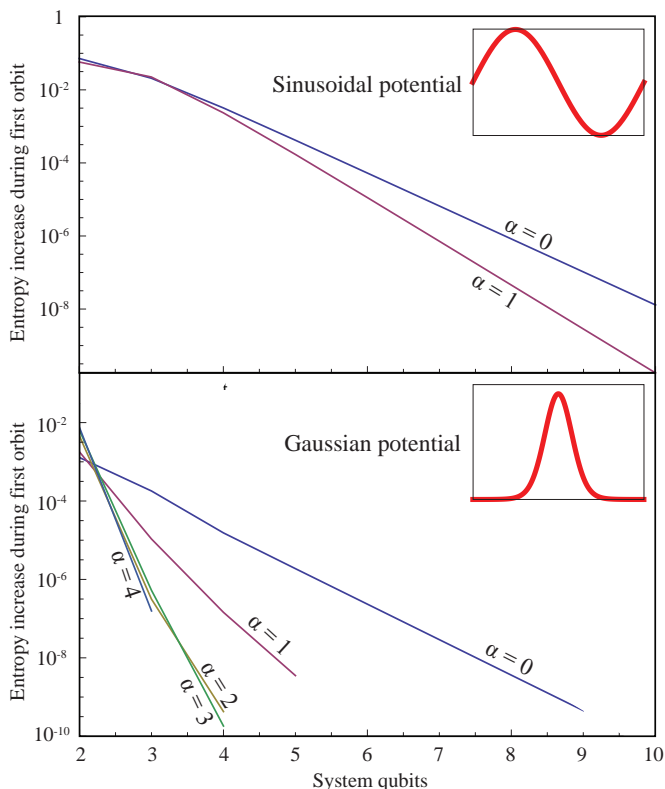 Entropy increase during first orbit
1
10^-2
10^-4
10^-6
10^-8
Sinusoidal potential
α = 0
α = 1
Entropy increase during first orbit
10^-2
10^-4
10^-6
10^-8
10^-10
Gaussian potential
α = 4
α = 1
α = 2
α = 3
α = 0
2 3 4 5 6 7 8 9 10
System qubits